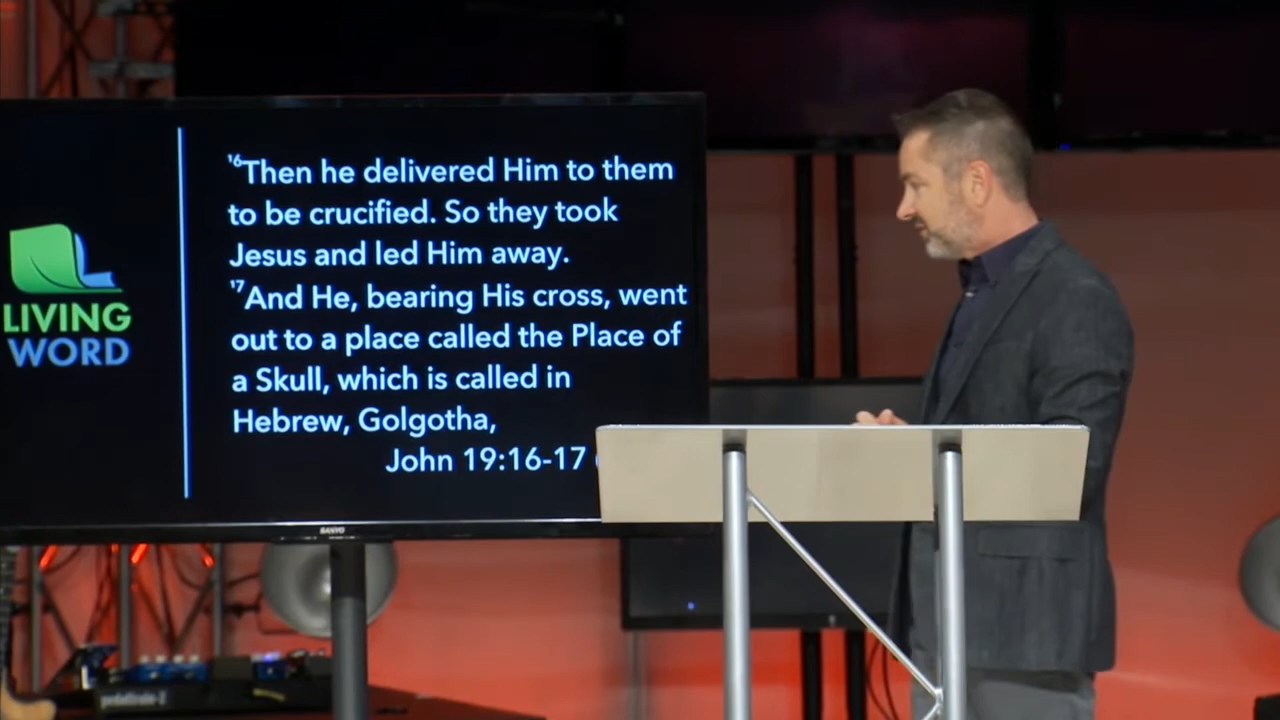 LIVING
WORD
¹⁶Then he delivered Him to them
to be crucified. So they took
Jesus and led Him away.
¹⁷And He, bearing His cross, went
out to a place called the Place of
a Skull, which is called in
Hebrew, Golgotha,
John 19:16-17
SANYO